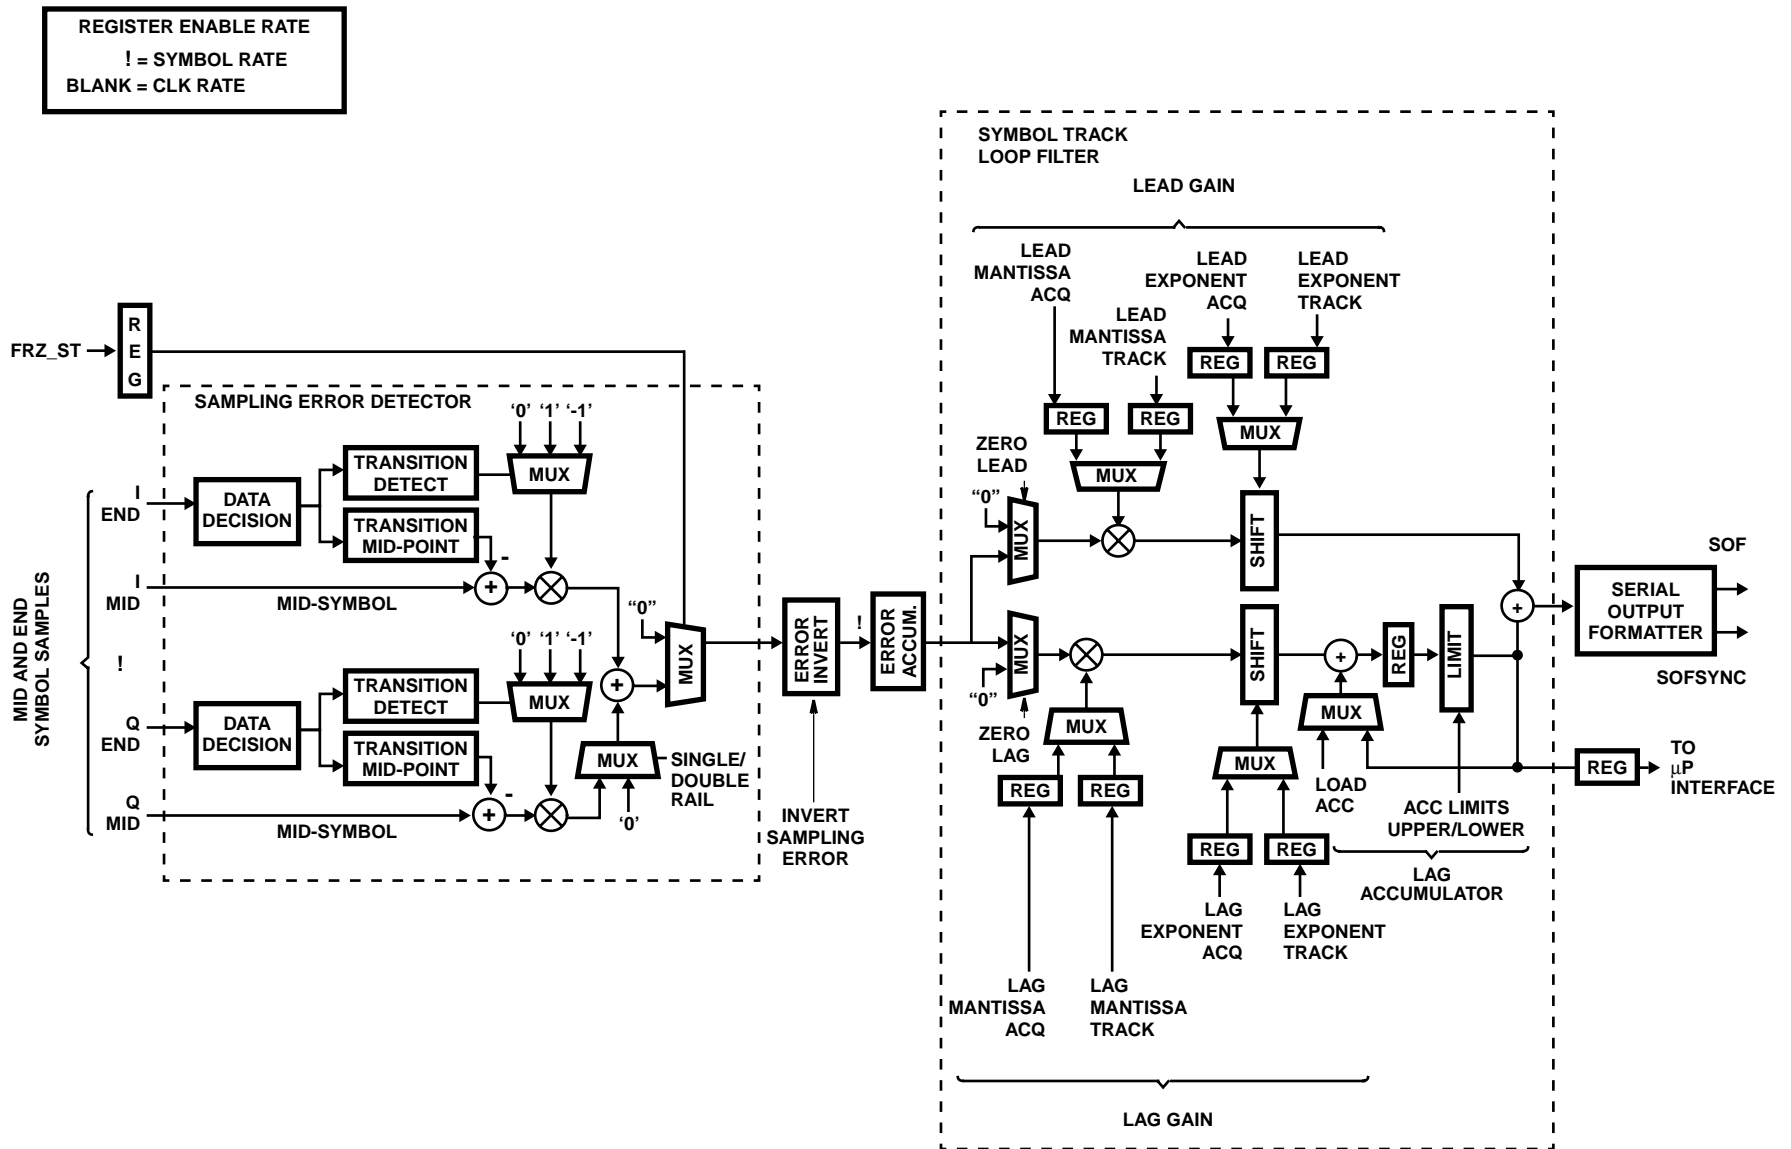 REGISTER ENABLE RATE
! = SYMBOL RATE
BLANK = CLK RATE
SYMBOL TRACK
LOOP FILTER
LEAD GAIN
LEAD
MANTISSA
ACQ
LEAD
MANTISSA
TRACK
LEAD
EXPONENT
ACQ
LEAD
EXPONENT
TRACK
REG
REG
REG
REG
MUX
MUX
FRZ_ST
R
E
G
SAMPLING ERROR DETECTOR
‘0’ ‘1’ ‘-1’
MUX
TRANSITION
DETECT
DATA
DECISION
TRANSITION
MID-POINT
I
END
I
MID
MID-SYMBOL
-
+
MID AND END
SYMBOL SAMPLES
!
‘0’ ‘1’ ‘-1’
MUX
TRANSITION
DETECT
DATA
DECISION
TRANSITION
MID-POINT
Q
END
Q
MID
MID-SYMBOL
-
+
+
MUX
SINGLE/
DOUBLE
RAIL
‘0’
“0”
MUX
ERROR
INVERT
INVERT
SAMPLING
ERROR
!
ERROR
ACCUM.
ZERO
LEAD
“0”
MUX
SHIFT
MUX
“0”
ZERO
LAG
SHIFT
+
REG
LIMIT
+
SERIAL
OUTPUT
FORMATTER
SOF
SOFSYNC
MUX
REG
REG
MUX
REG
REG
MUX
LOAD
ACC
ACC LIMITS
UPPER/LOWER
LAG
ACCUMULATOR
REG
TO
μP
INTERFACE
LAG
EXPONENT
ACQ
LAG
EXPONENT
TRACK
LAG
MANTISSA
ACQ
LAG
MANTISSA
TRACK
LAG GAIN